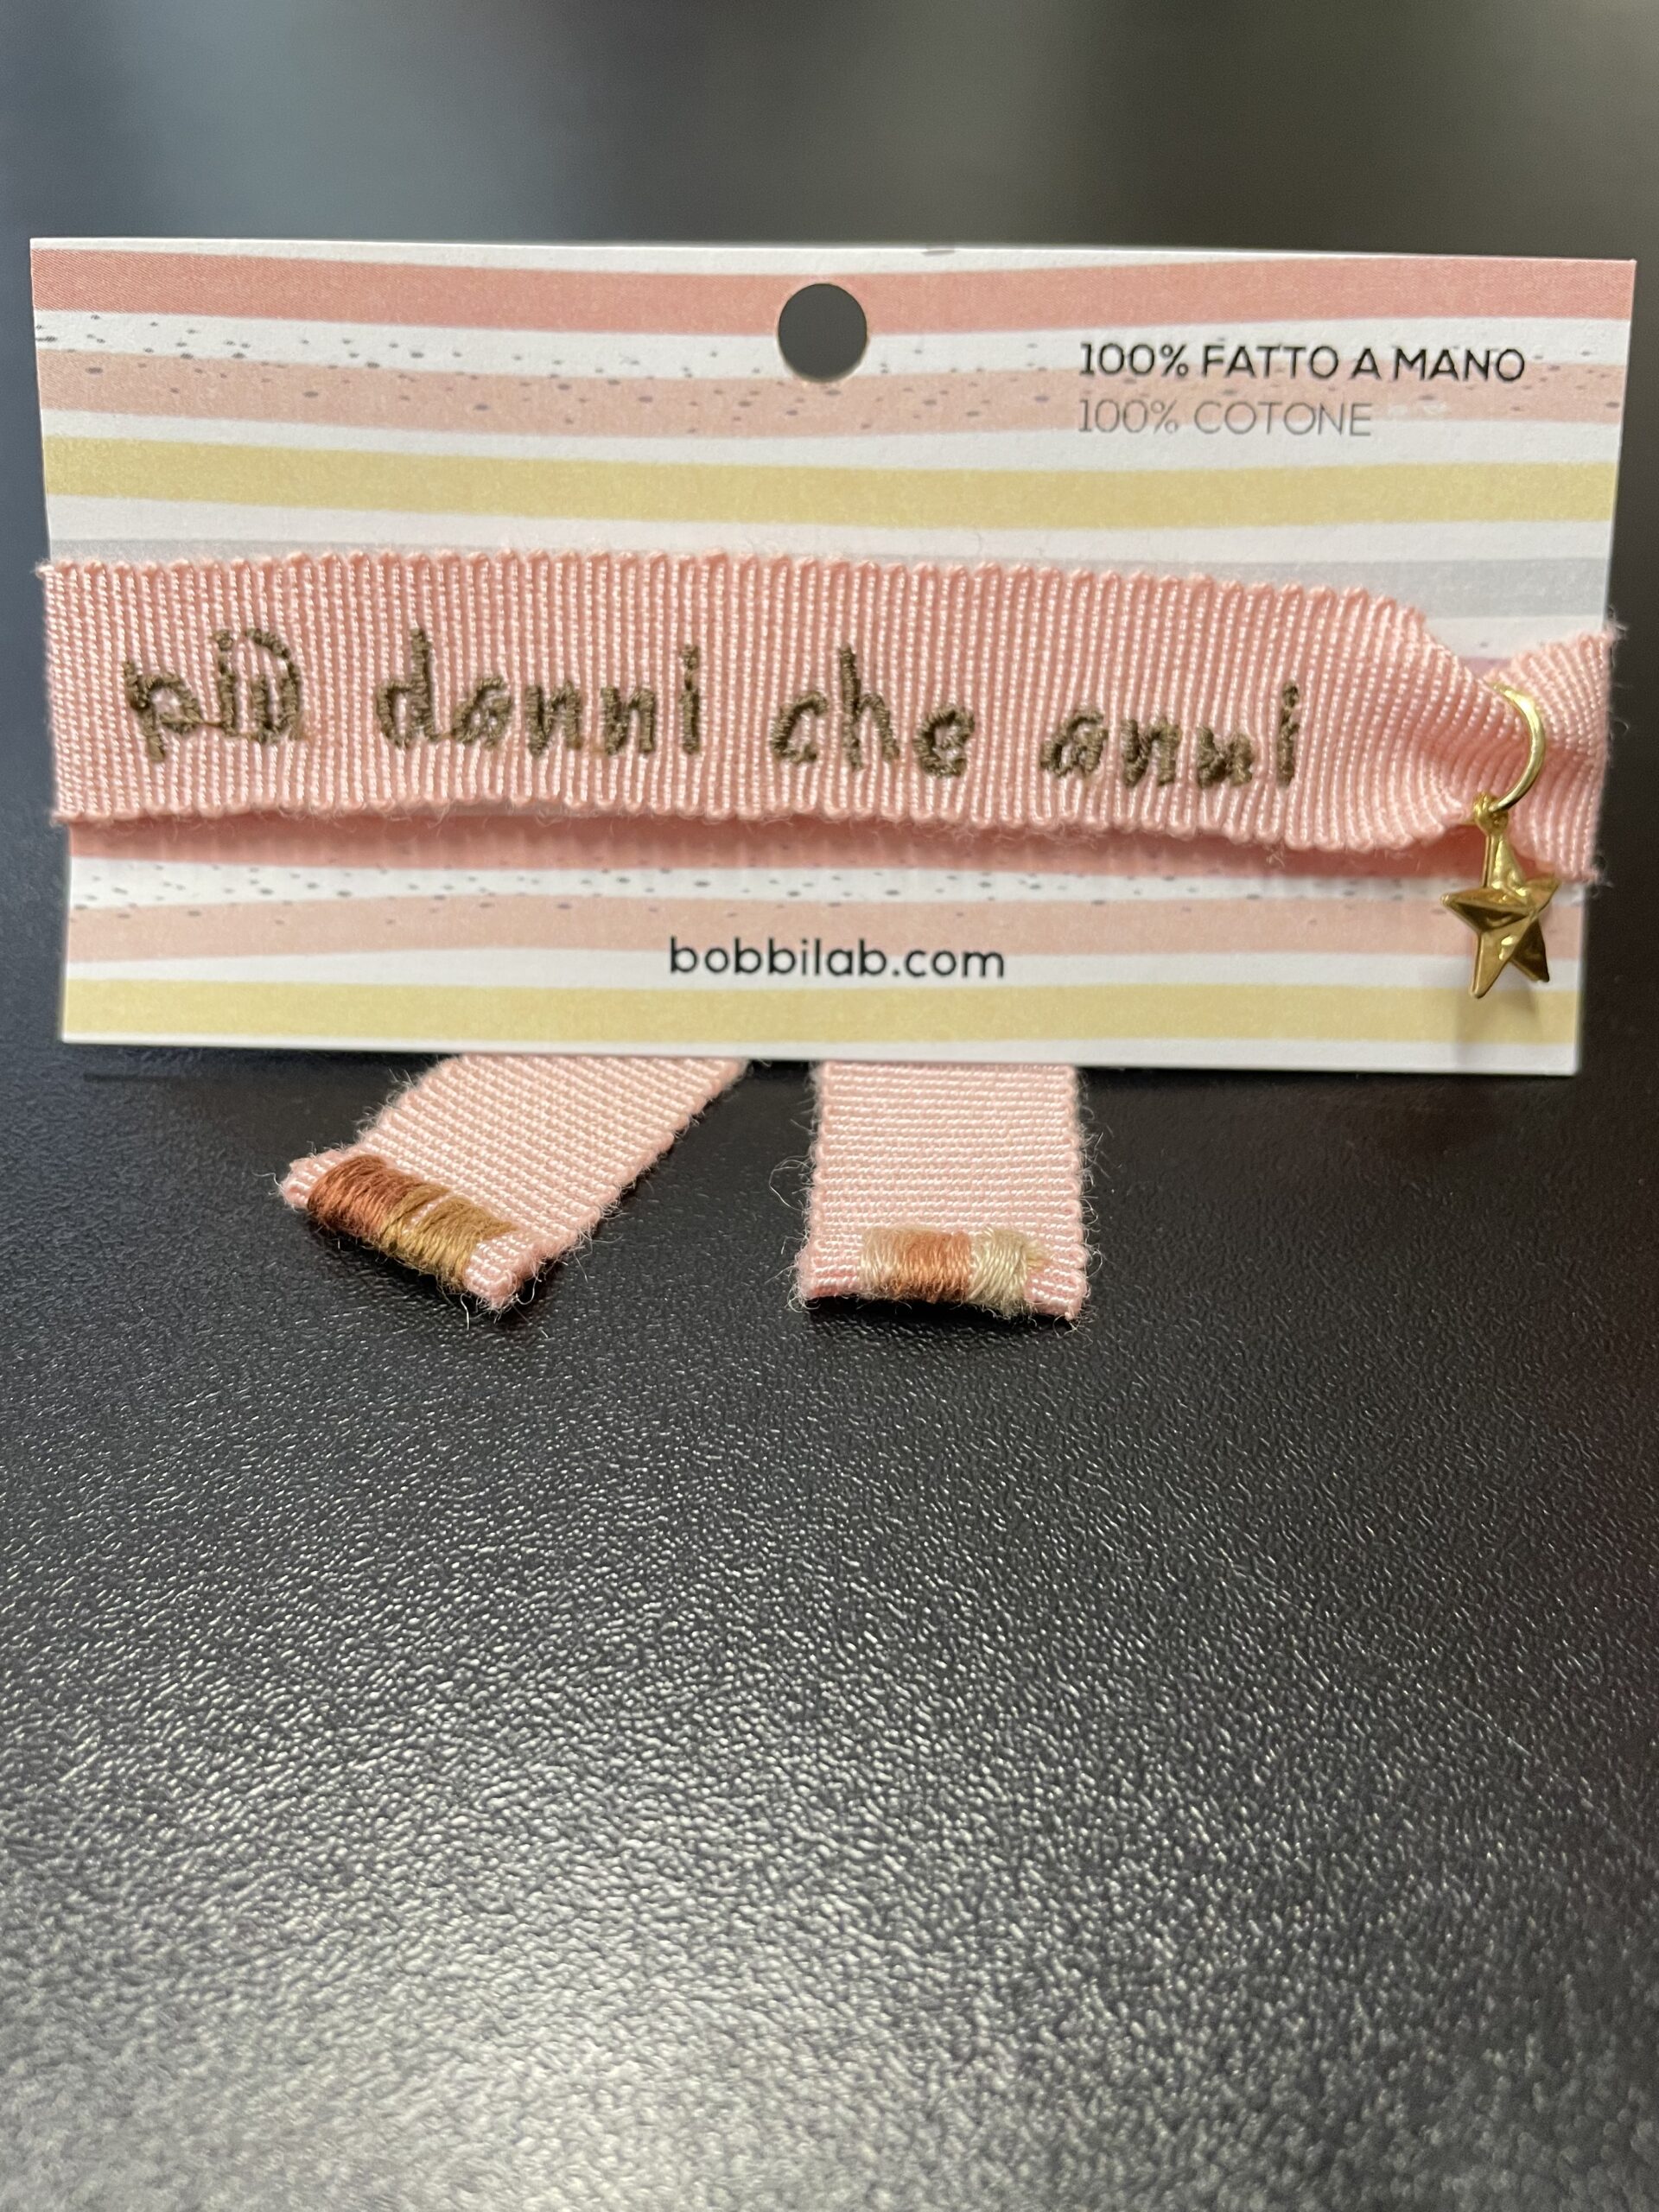 100% FATTO A MANO
100% COTONE
più danni che anni
bobbilab.com